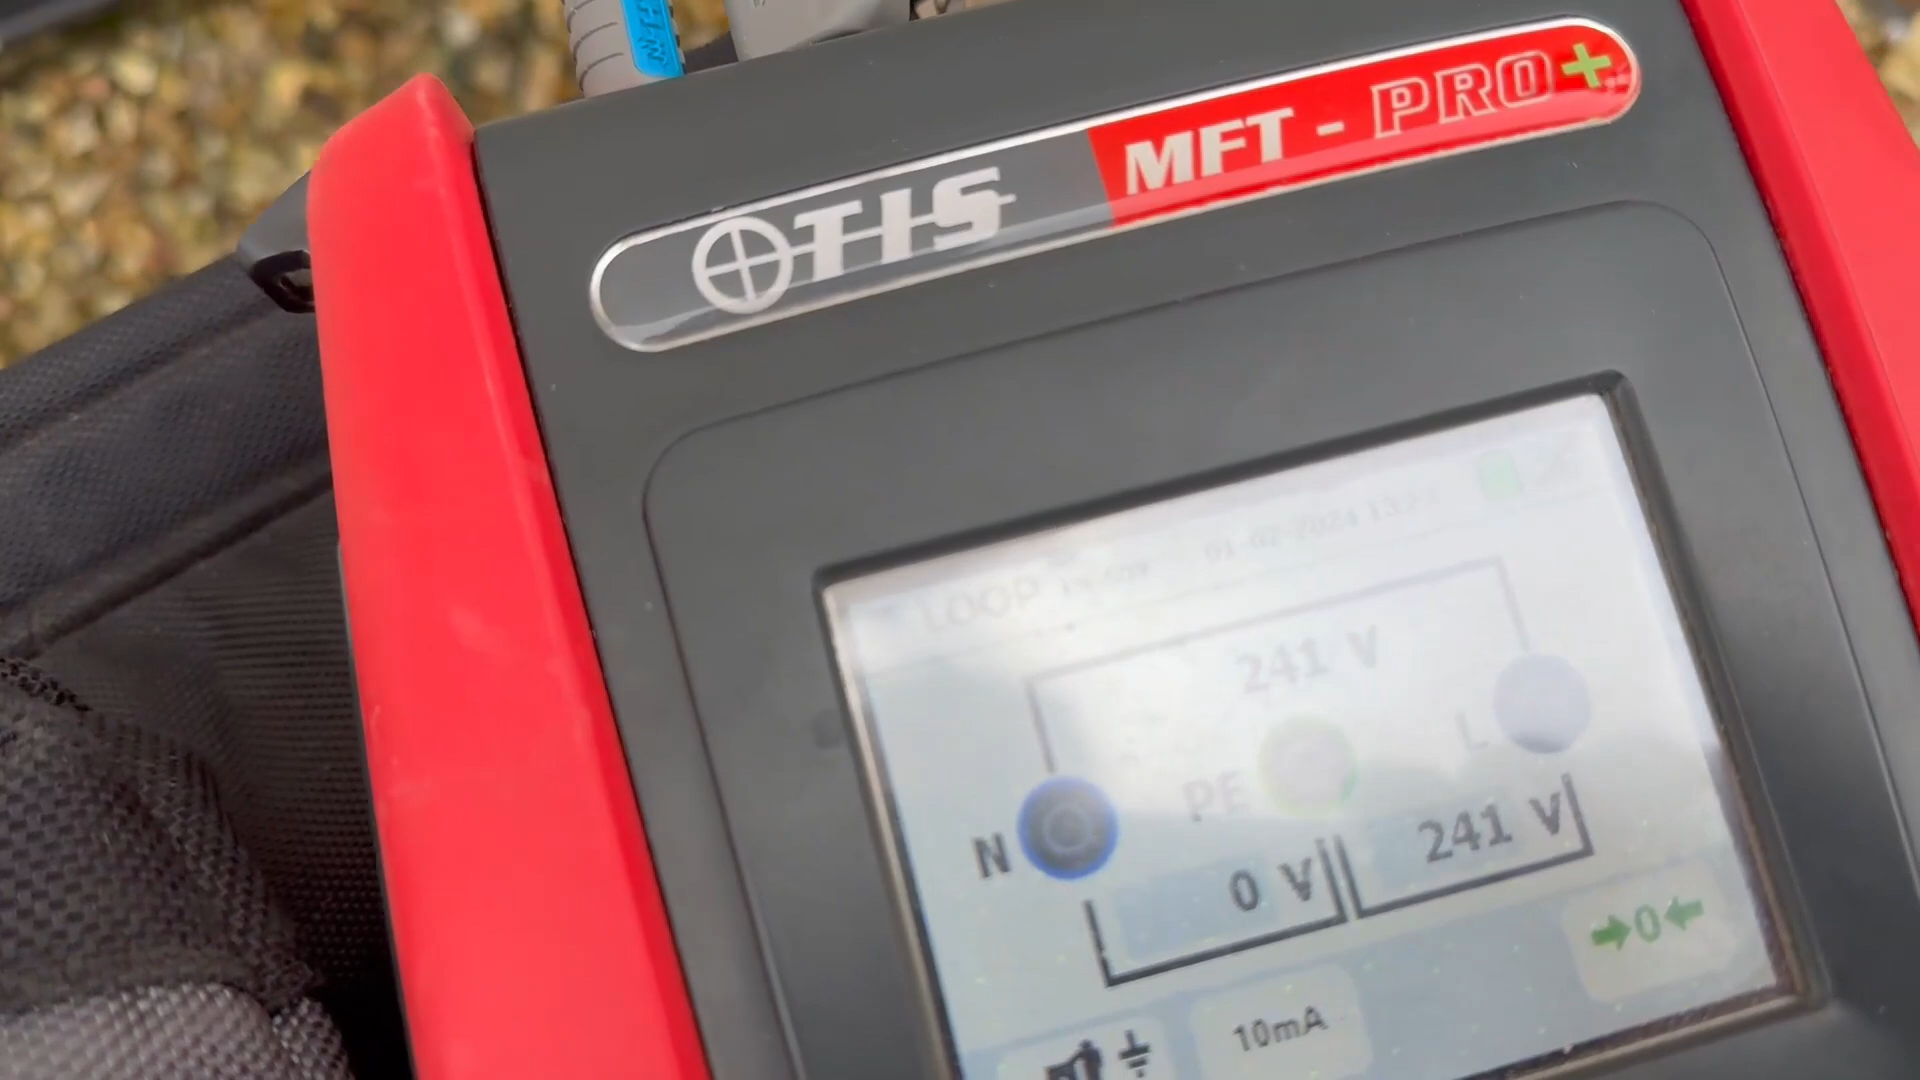 TIS MFT - PRO+
LOOP
241 V
L
PE
N
241 V
0 V
→0←
10mA